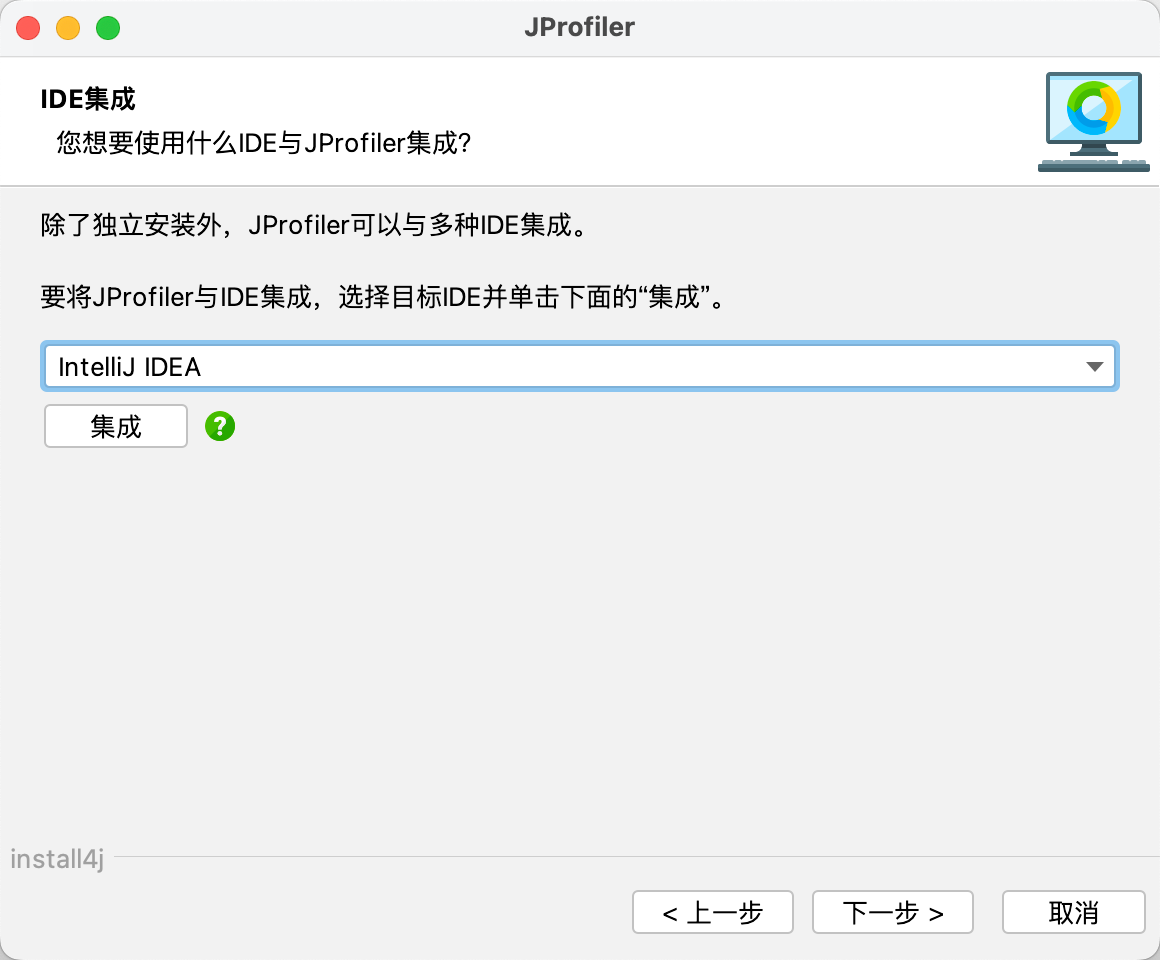 JProfiler
IDE集成
您想要使用什么IDE与JProfiler集成?
除了独立安装外，JProfiler可以与多种IDE集成。
要将JProfiler与IDE集成，选择目标IDE并单击下面的“集成”。
IntelliJ IDEA
集成 ?
install4j
< 上一步 下一步 > 取消